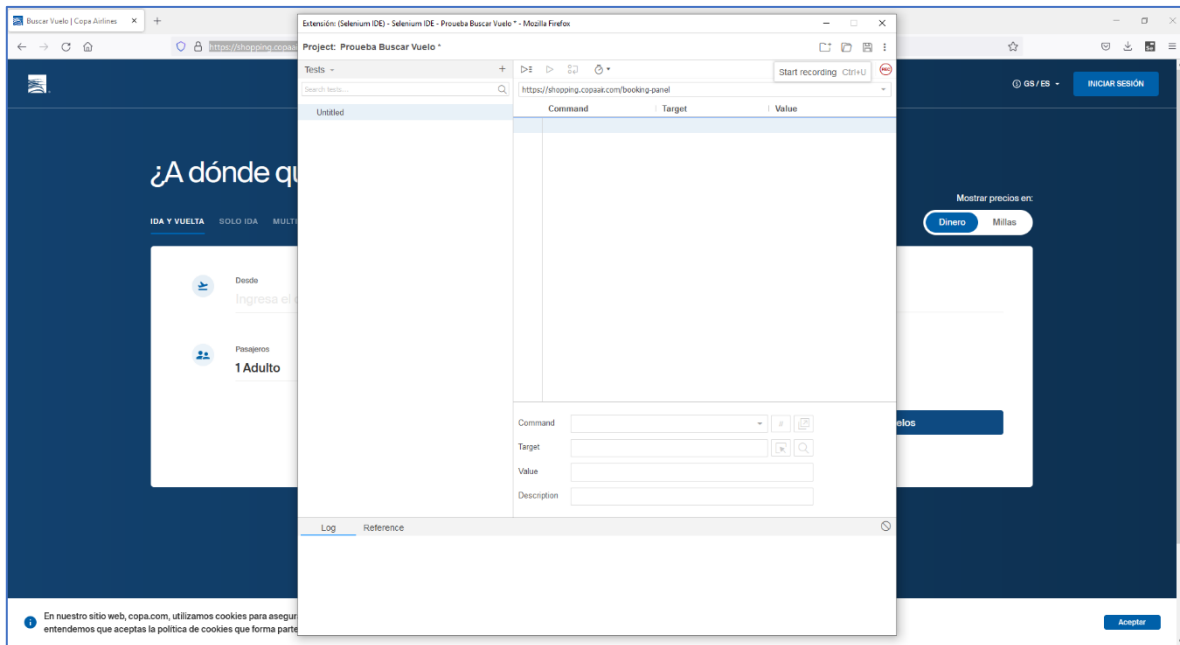 Buscar Vuelo | Copa Airlines
https://shopping.copaair
GS / ES
INICIAR SESIÓN
¿A dónde qu
IDA Y VUELTA SOLO IDA MULTI
Mostrar precios en:
Dinero Millas
Desde
Ingresa el c
Pasajeros
1 Adulto
elos
En nuestro sitio web, copa.com, utilizamos cookies para asegur
entendemos que aceptas la política de cookies que forma parte
Aceptar
Extensión: (Selenium IDE) - Selenium IDE - Proueba Buscar Vuelo * - Mozilla Firefox
Project: Proueba Buscar Vuelo *
Tests
Search tests...
Untitled
Start recording Ctrl+U
REC
https://shopping.copaair.com/booking-panel
Command Target Value
Command
//
Target
Value
Description
Log Reference